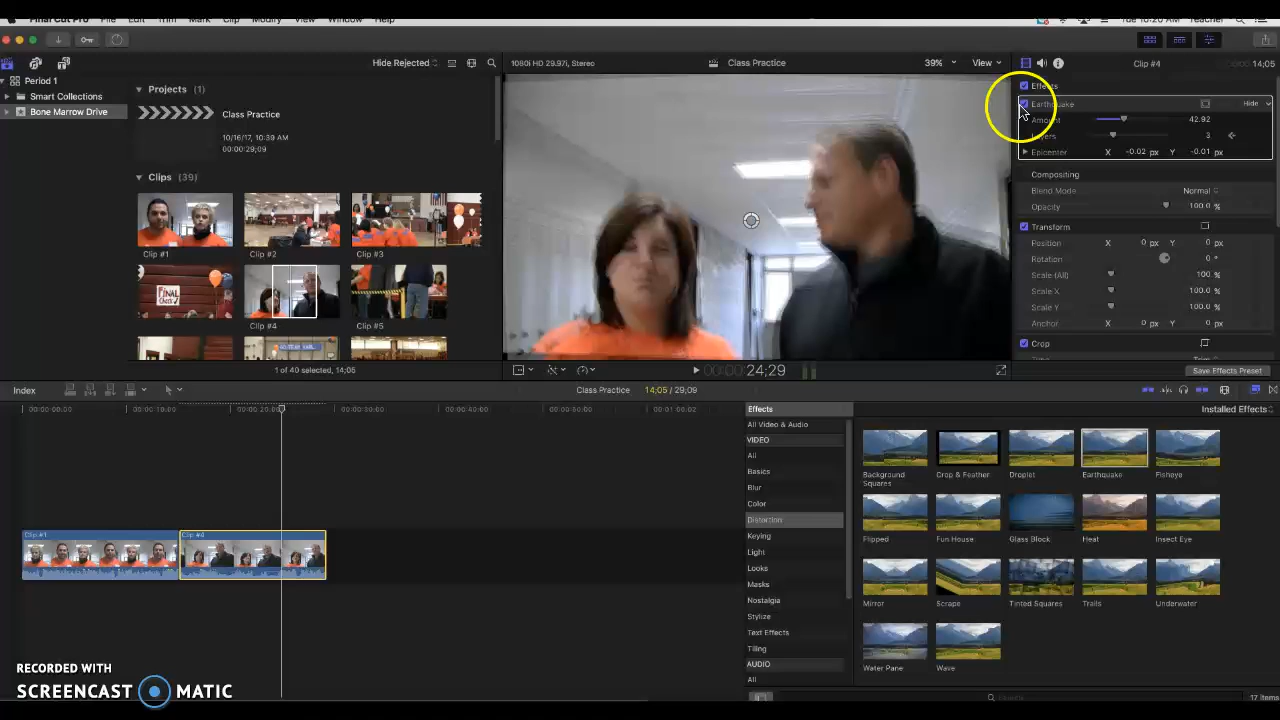 Final Cut Pro File Edit Trim Mark Clip Modify View Window Help
Tue 10:20 AM Teacher
Hide Rejected
1080i HD 29.97i, Stereo
Class Practice
39%
View
Clip #4
14;05
Period 1
Smart Collections
Bone Marrow Drive
Projects (1)
Class Practice
10/16/17, 10:39 AM
00:00:29;09
Clips (39)
Clip #1
Clip #2
Clip #3
Clip #4
Clip #5
FINAL
1 of 40 selected, 14;05
00:00:00:24;29
Effects
Earthquake
Hide
Amount
42.92
Layers
3
Epicenter X -0.02 px Y -0.01 px
Compositing
Blend Mode
Normal
Opacity
100.0 %
Transform
Position X 0 px Y 0 px
Rotation
0 °
Scale (All)
100 %
Scale X
100.0 %
Scale Y
100.0 %
Anchor X 0 px Y 0 px
Crop
Save Effects Preset
Index
Class Practice
14;05 / 29;09
00:00:00:00
00:00:10:00
00:00:20:00
00:00:30:00
00:00:40:00
00:00:50:00
00:01:00:02
Clip #1
Clip #4
Effects
Installed Effects
All Video & Audio
VIDEO
All
Basics
Blur
Color
Distortion
Keying
Light
Looks
Masks
Nostalgia
Stylize
Text Effects
Tiling
AUDIO
All
Background
Squares
Crop & Feather
Droplet
Earthquake
Fisheye
Flipped
Fun House
Glass Block
Heat
Insect Eye
Mirror
Scrape
Tinted Squares
Trails
Underwater
Water Pane
Wave
Search
17 Items
RECORDED WITH
SCREENCAST MATIC